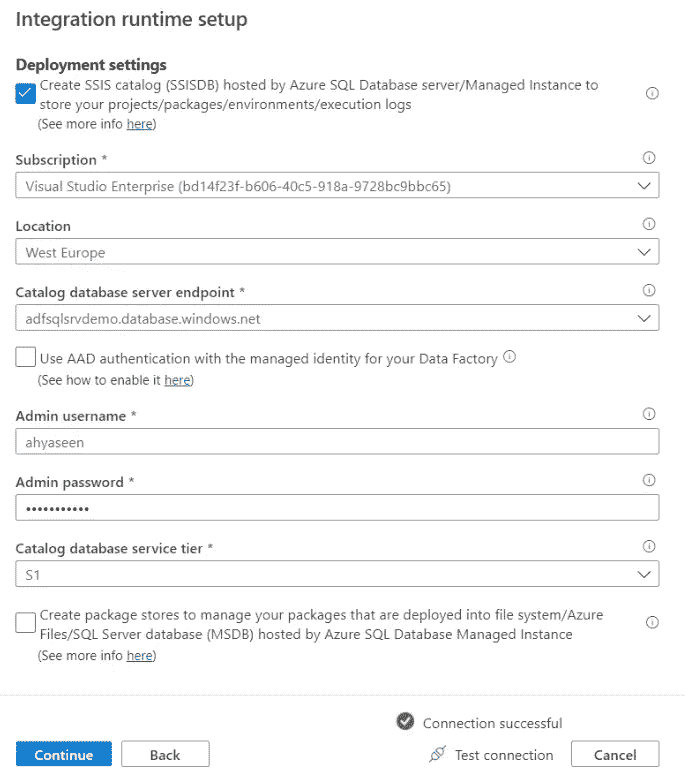 Integration runtime setup
Deployment settings
Create SSIS catalog (SSISDB) hosted by Azure SQL Database server/Managed Instance to
store your projects/packages/environments/execution logs
(See more info here)
Subscription *
Visual Studio Enterprise (bd14f23f-b606-40c5-918a-9728bc9bbc65)
Location
West Europe
Catalog database server endpoint *
adfsqlsrvdemo.database.windows.net
Use AAD authentication with the managed identity for your Data Factory
(See how to enable it here)
Admin username *
ahyaseen
Admin password *
•••••••••••
Catalog database service tier *
S1
Create package stores to manage your packages that are deployed into file system/Azure
Files/SQL Server database (MSDB) hosted by Azure SQL Database Managed Instance
(See more info here)
Connection successful
Continue Back Test connection Cancel